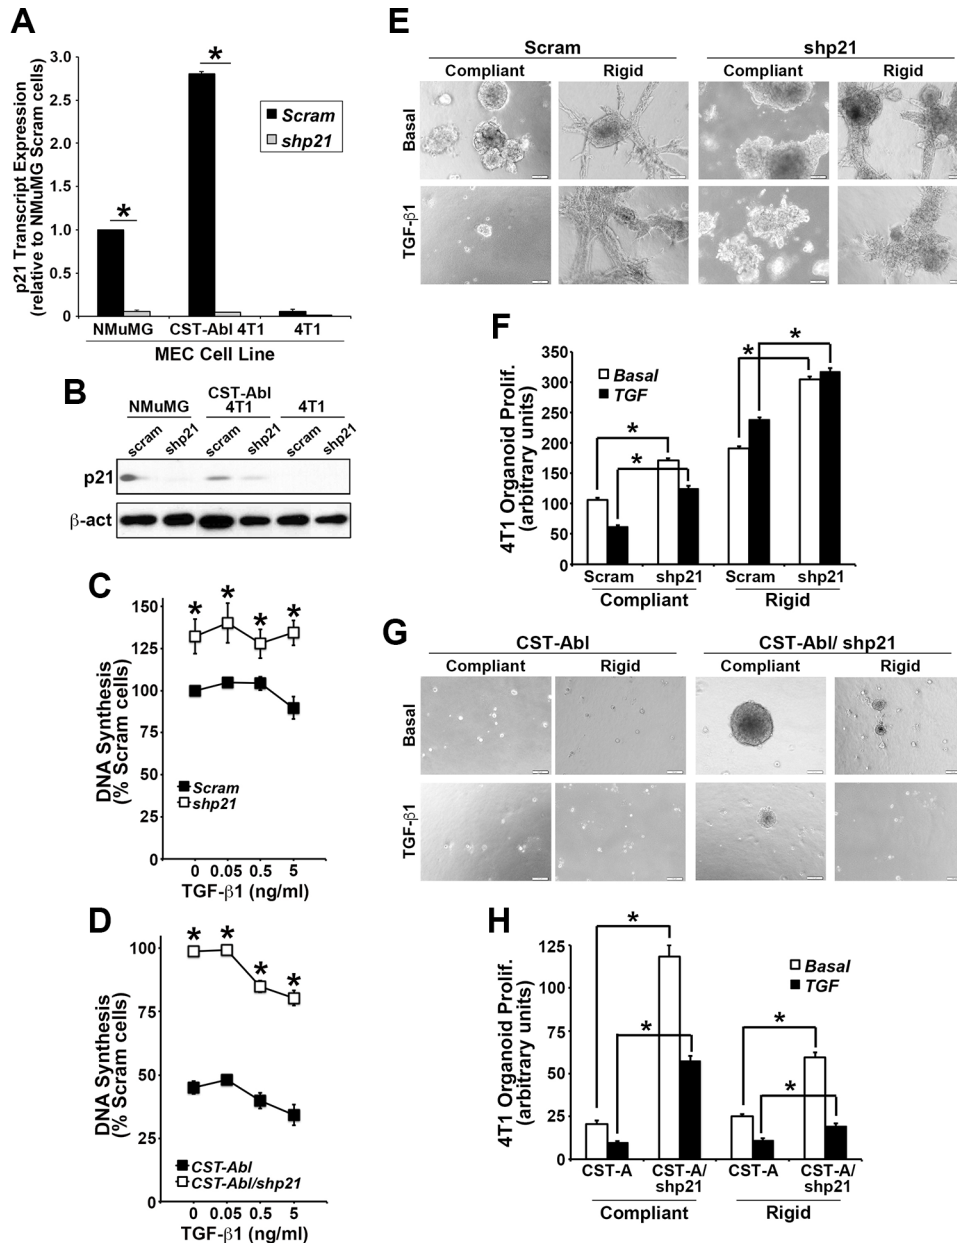 A
p21 Transcript Expression
(relative to NMuMG Scram cells)
3.0
2.5
2.0
1.5
1.0
0.5
0
*
*
Scram
shp21
NMuMG CST-Abl 4T1 4T1
MEC Cell Line
B
NMuMG CST-Abl 4T1 4T1
scram shp21 scram shp21 scram shp21
p21
β-act
C
DNA Synthesis
(% Scram cells)
150
125
100
75
50
25
0
* * * *
Scram
shp21
0 0.05 0.5 5
TGF-β1 (ng/ml)
D
DNA Synthesis
(% Scram cells)
100
75
50
25
0
* * * *
CST-Abl
CST-Abl/shp21
0 0.05 0.5 5
TGF-β1 (ng/ml)
E
Scram shp21
Compliant Rigid Compliant Rigid
Basal
TGF-β1
F
4T1 Organoid Prolif.
(arbitrary units)
350
300
250
200
150
100
50
0
Basal
TGF
* * * *
Scram shp21 Scram shp21
Compliant Rigid
G
CST-Abl CST-Abl/ shp21
Compliant Rigid Compliant Rigid
Basal
TGF-β1
H
4T1 Organoid Prolif.
(arbitrary units)
125
100
75
50
25
0
Basal
TGF
* * * *
CST-A CST-A/ CST-A CST-A/
shp21 shp21
Compliant Rigid